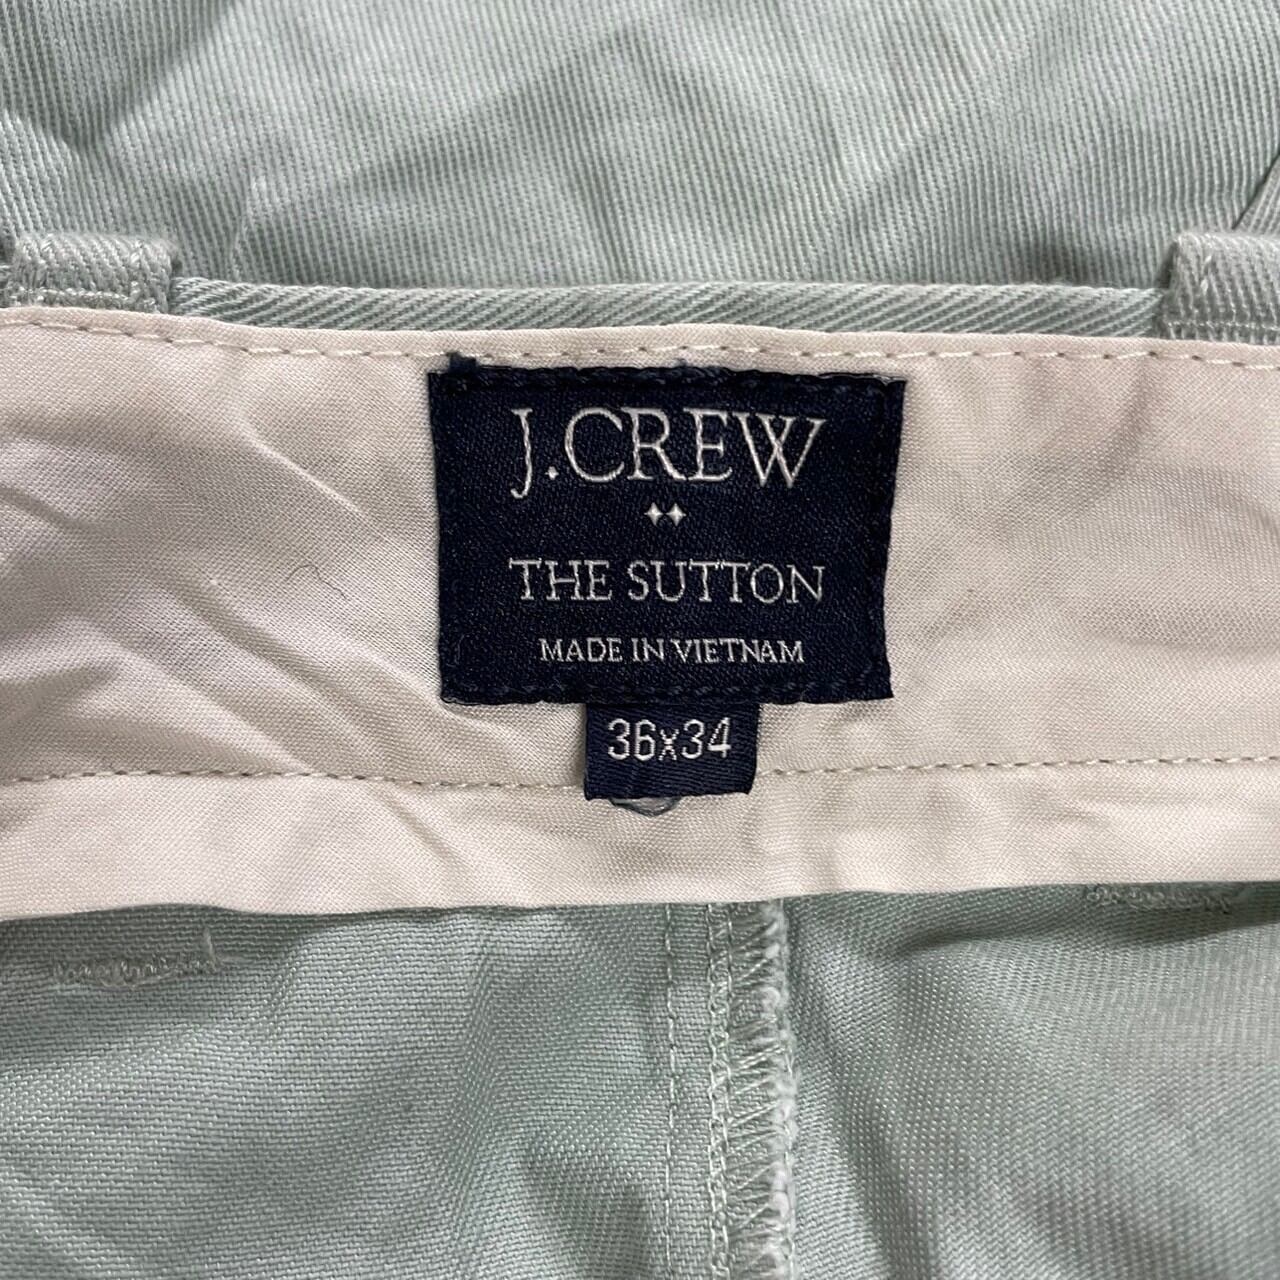 J.CREW
THE SUTTON
MADE IN VIETNAM
36x34